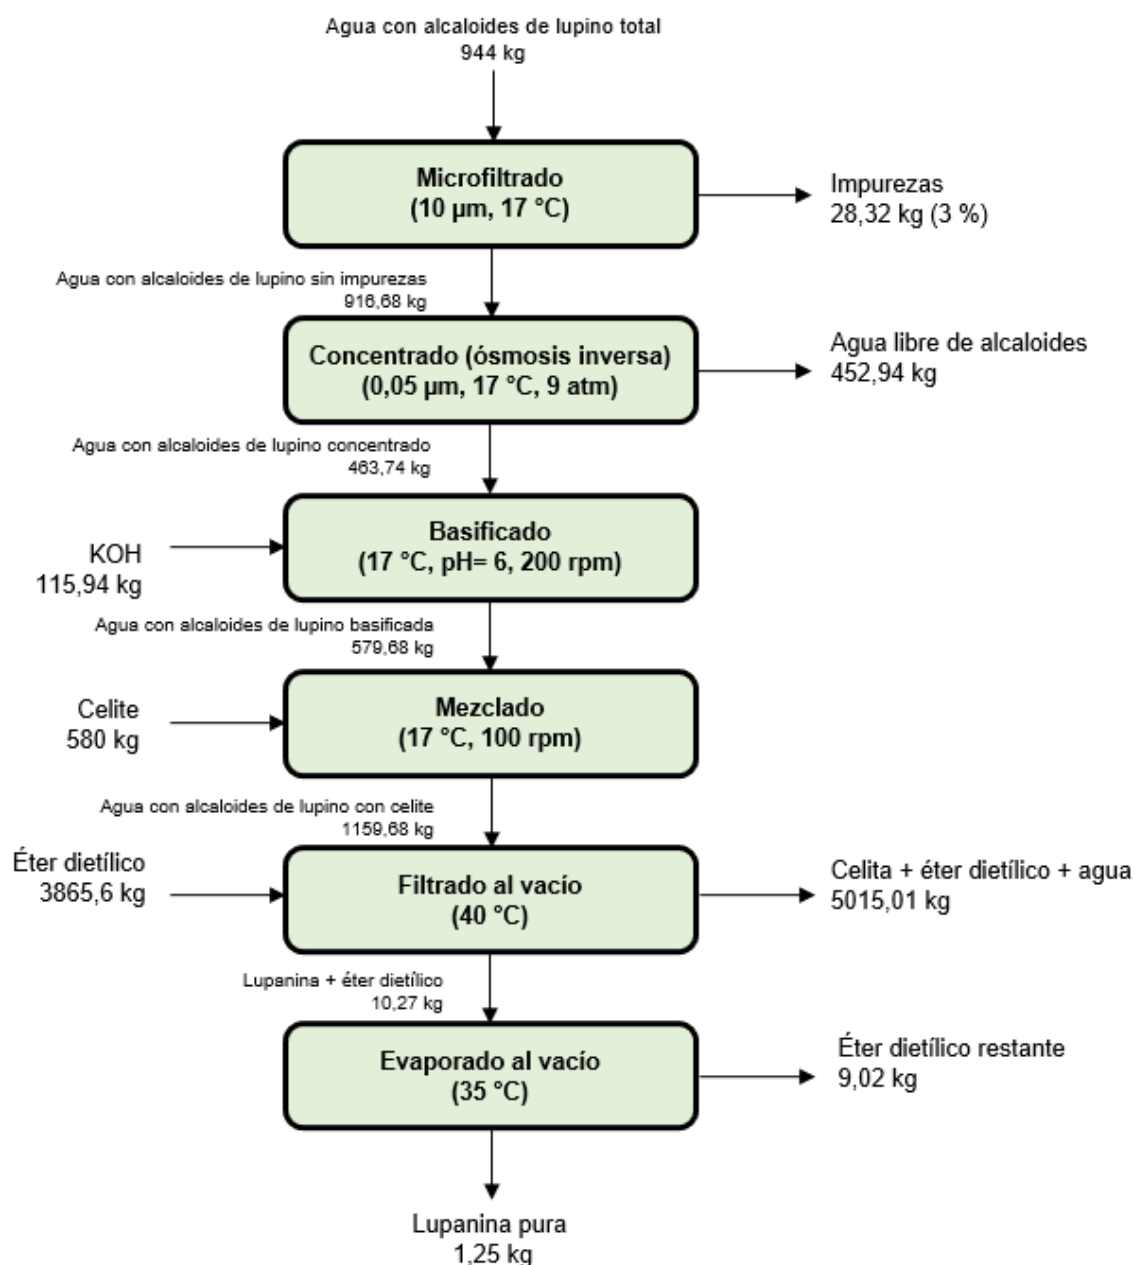 Agua con alcaloides de lupino total
944 kg
Microfiltrado
(10 µm, 17 °C)
Impurezas
28,32 kg (3 %)
Agua con alcaloides de lupino sin impurezas
916,68 kg
Concentrado (ósmosis inversa)
(0,05 µm, 17 °C, 9 atm)
Agua libre de alcaloides
452,94 kg
Agua con alcaloides de lupino concentrado
463,74 kg
KOH
115,94 kg
Basificado
(17 °C, pH= 6, 200 rpm)
Agua con alcaloides de lupino basificada
579,68 kg
Celite
580 kg
Mezclado
(17 °C, 100 rpm)
Agua con alcaloides de lupino con celite
1159,68 kg
Éter dietílico
3865,6 kg
Filtrado al vacío
(40 °C)
Celita + éter dietílico + agua
5015,01 kg
Lupanina + éter dietílico
10,27 kg
Evaporado al vacío
(35 °C)
Éter dietílico restante
9,02 kg
Lupanina pura
1,25 kg